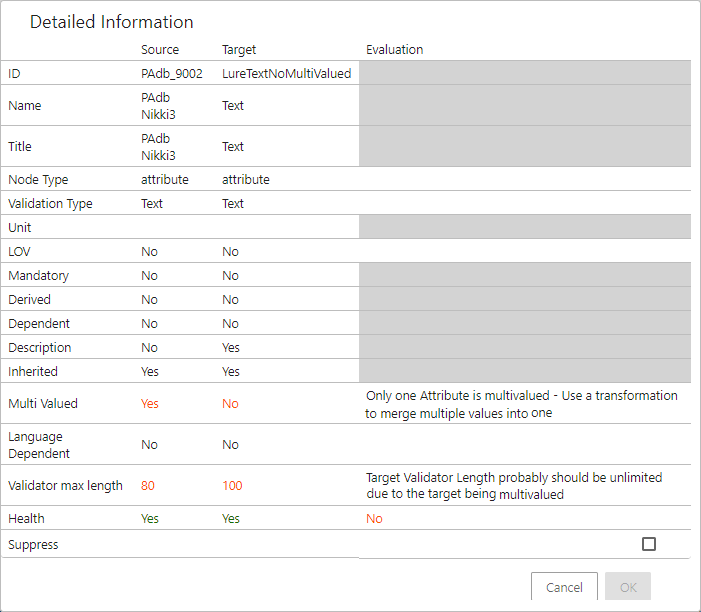 Detailed Information
Source Target Evaluation
ID PAdb_9002 LureTextNoMultiValued
Name PAdb Nikki3 Text
Title PAdb Nikki3 Text
Node Type attribute attribute
Validation Type Text Text
Unit
LOV No No
Mandatory No No
Derived No No
Dependent No No
Description No Yes
Inherited Yes Yes
Multi Valued Yes No Only one Attribute is multivalued - Use a transformation
to merge multiple values into one
Language
Dependent No No
Validator max length 80 100 Target Validator Length probably should be unlimited
due to the target being multivalued
Health Yes Yes No
Suppress
Cancel OK